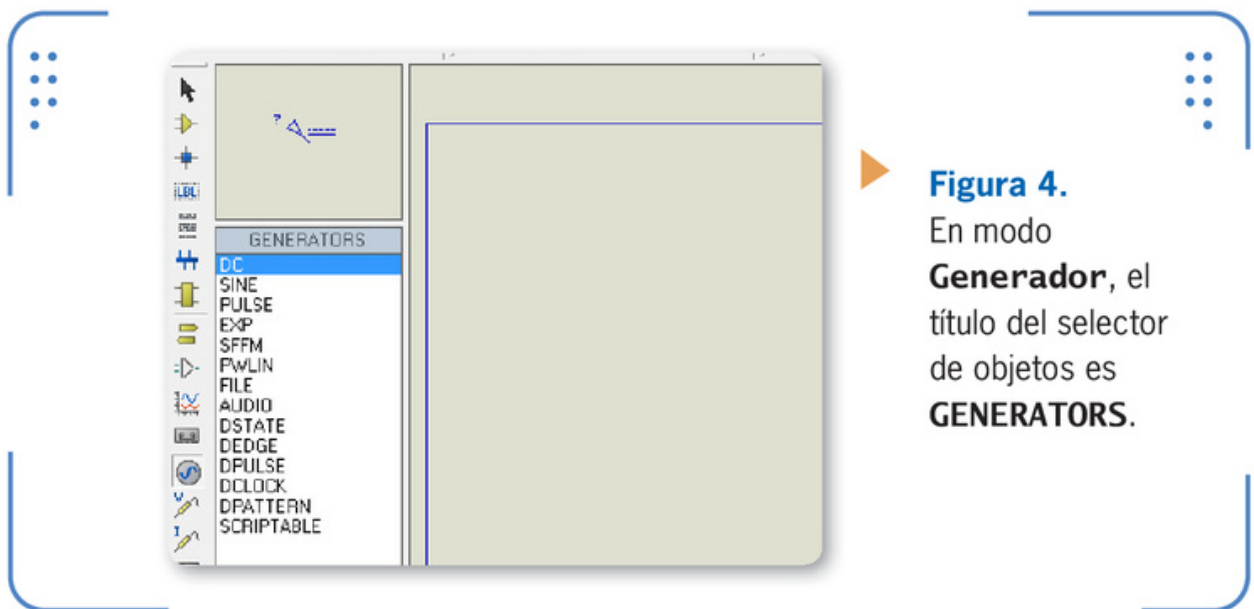 LBL
GENERATORS
DC
SINE
PULSE
EXP
SFFM
PWLIN
FILE
AUDIO
DSTATE
DEDGE
DPULSE
DCLOCK
DPATTERN
SCRIPTABLE
?
V
I
Figura 4.
En modo
Generador, el
título del selector
de objetos es
GENERATORS.